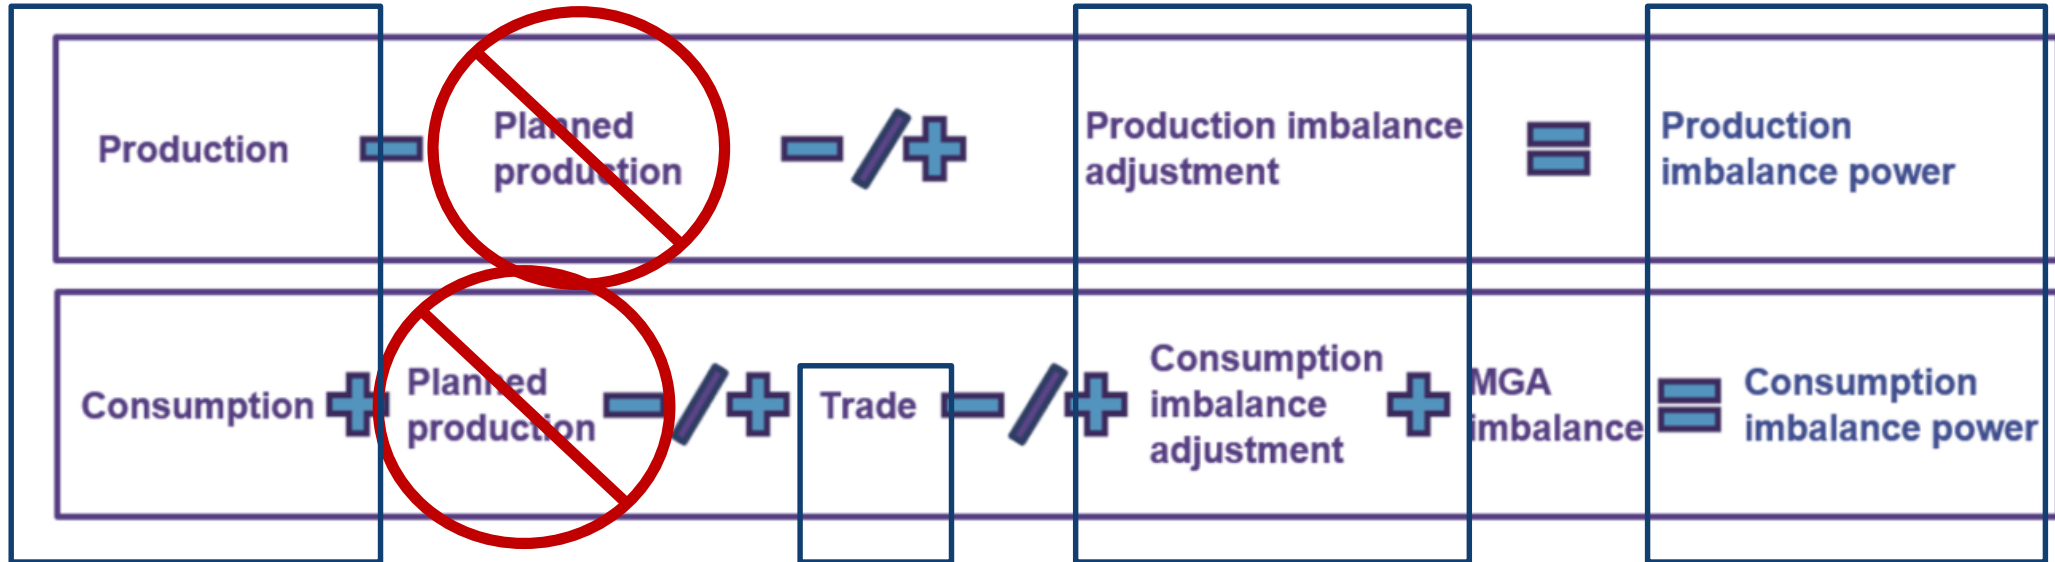 Production
Planned
production
Production imbalance
adjustment
Production
imbalance power
Consumption
Planned
production
Trade
Consumption
imbalance
adjustment
MGA
imbalance
Consumption
imbalance power